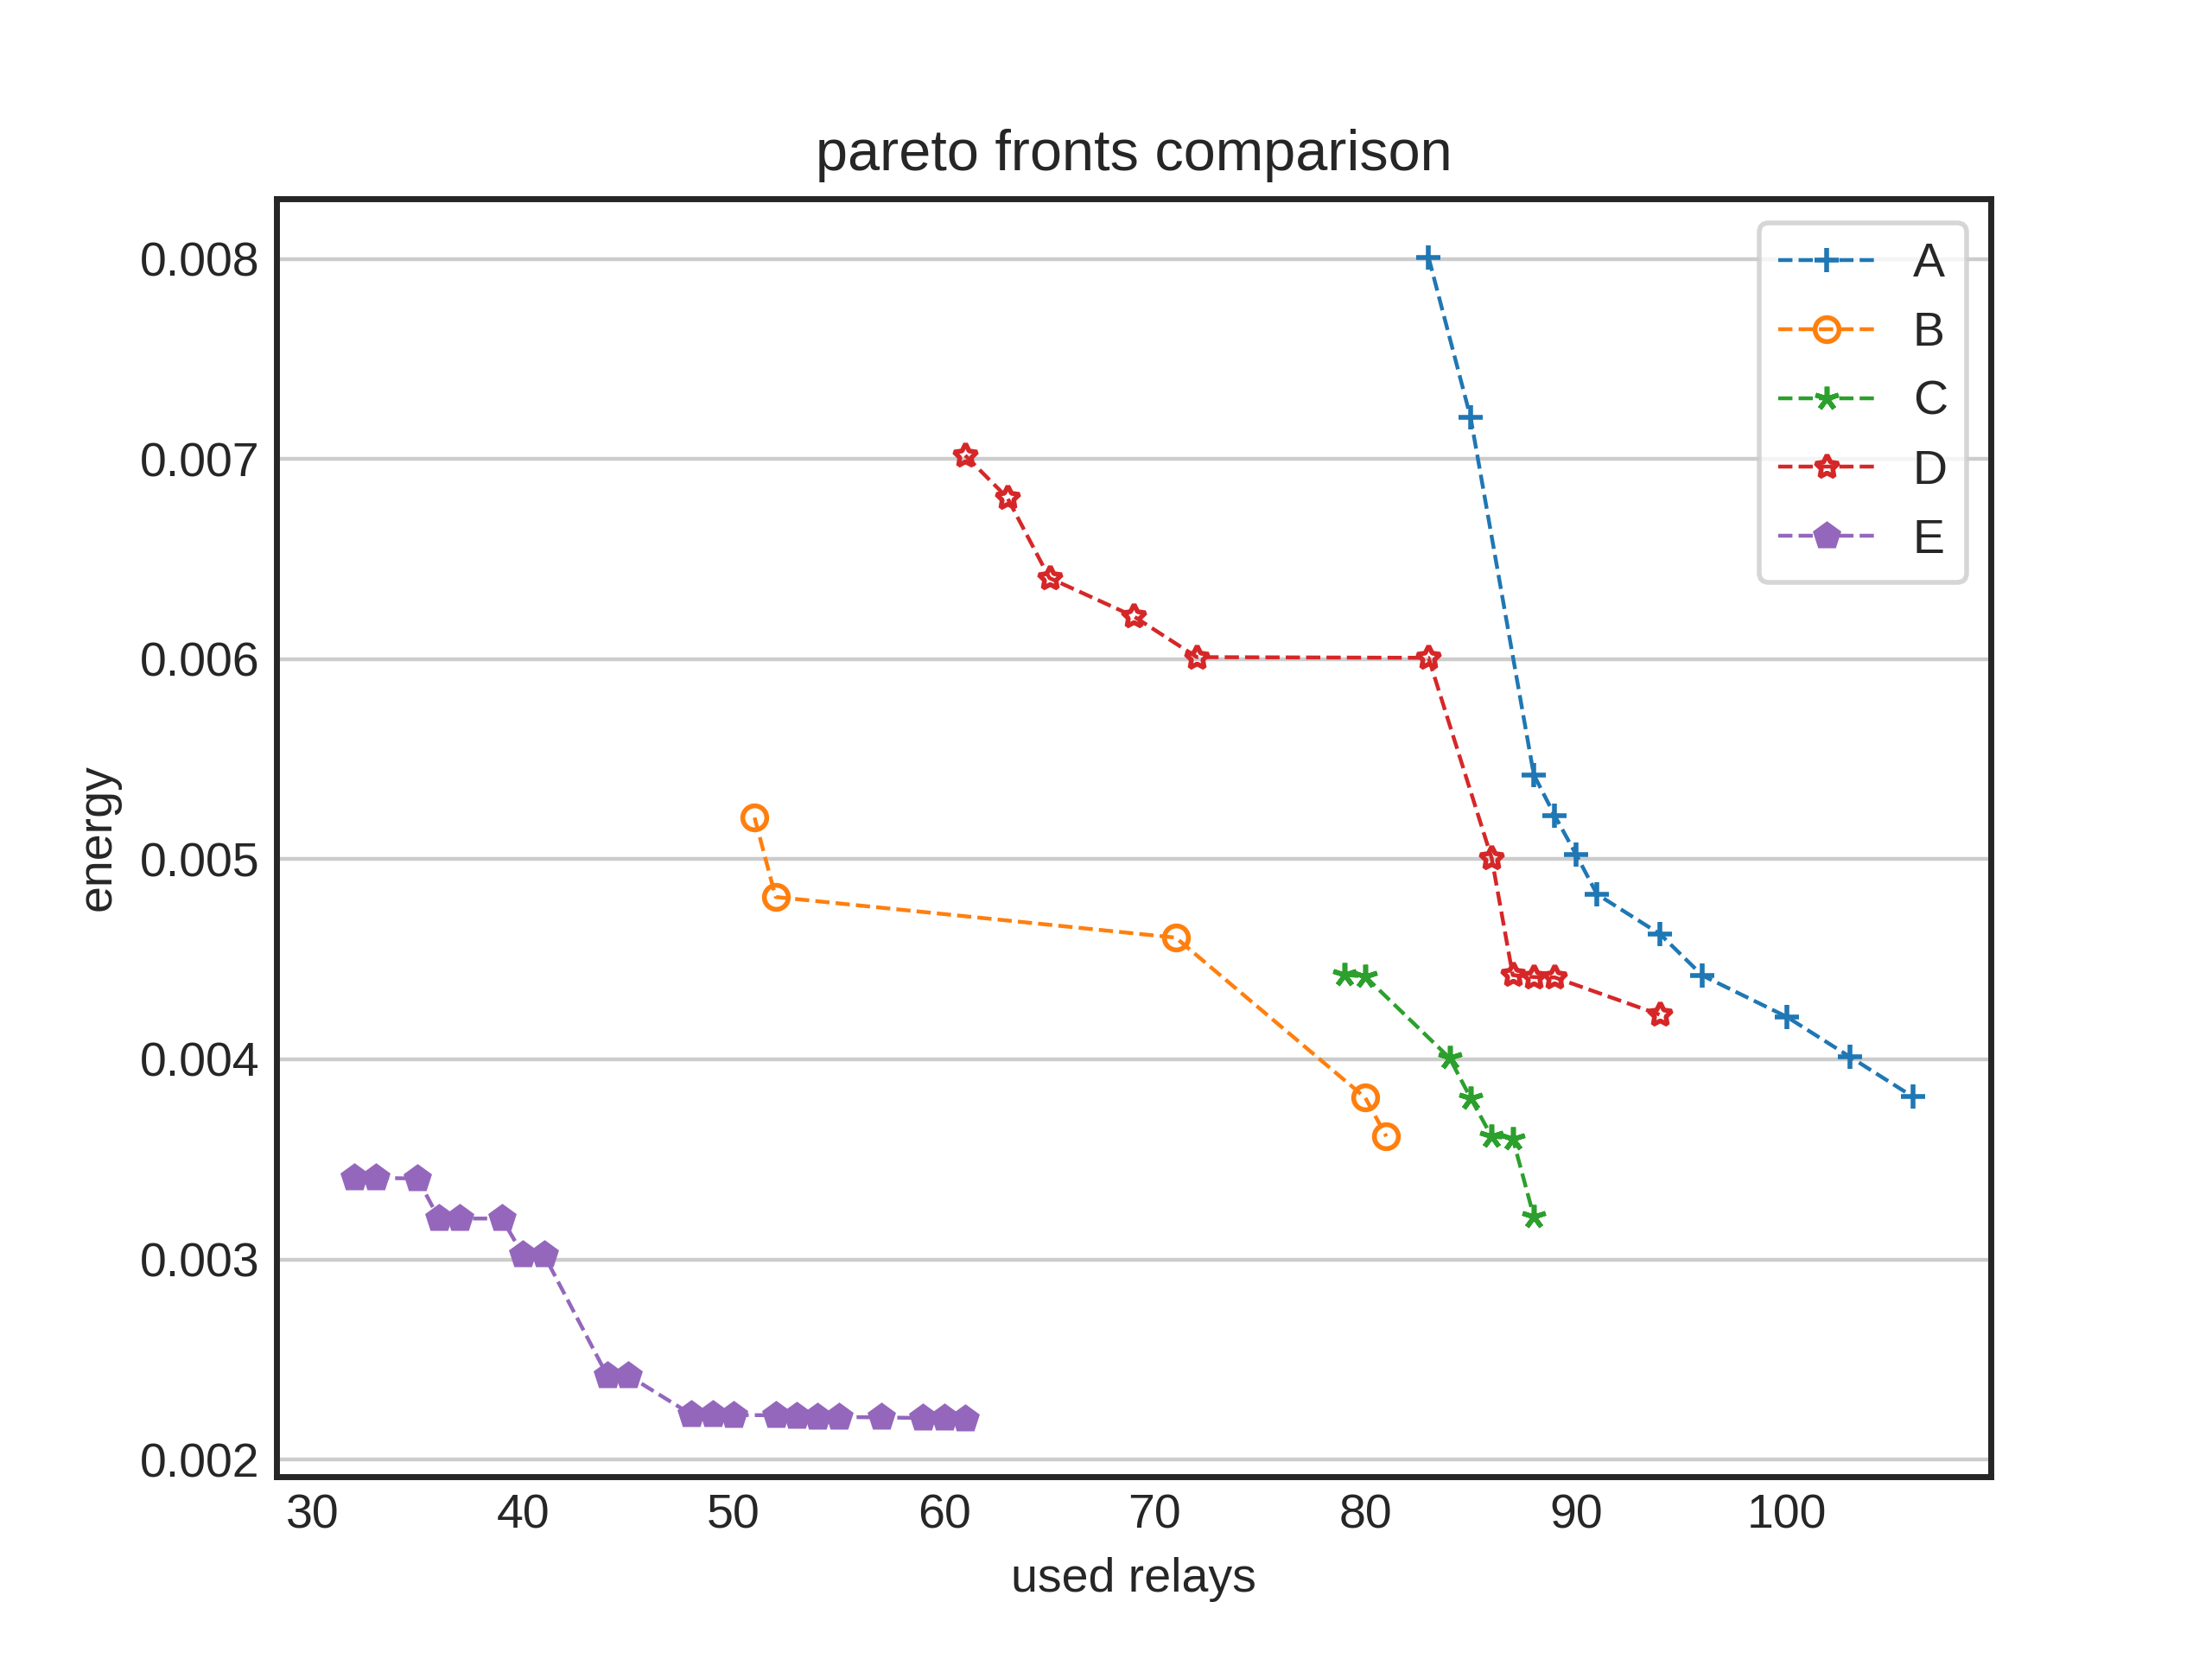 pareto fronts comparison
0.008
0.007
0.006
0.005
0.004
0.003
0.002
energy
30 40 50 60 70 80 90 100
used relays
A
B
C
D
E